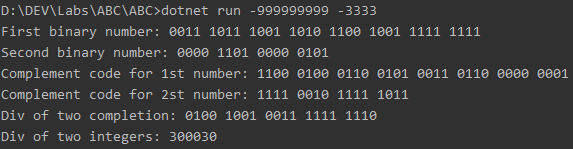 D:\DEV\Labs\ABC\ABC>dotnet run -999999999 -3333
First binary number: 0011 1011 1001 1010 1100 1001 1111 1111
Second binary number: 0000 1101 0000 0101
Complement code for 1st number: 1100 0100 0110 0101 0011 0110 0000 0001
Complement code for 2st number: 1111 0010 1111 1011
Div of two completion: 0100 1001 0011 1111 1110
Div of two integers: 300030